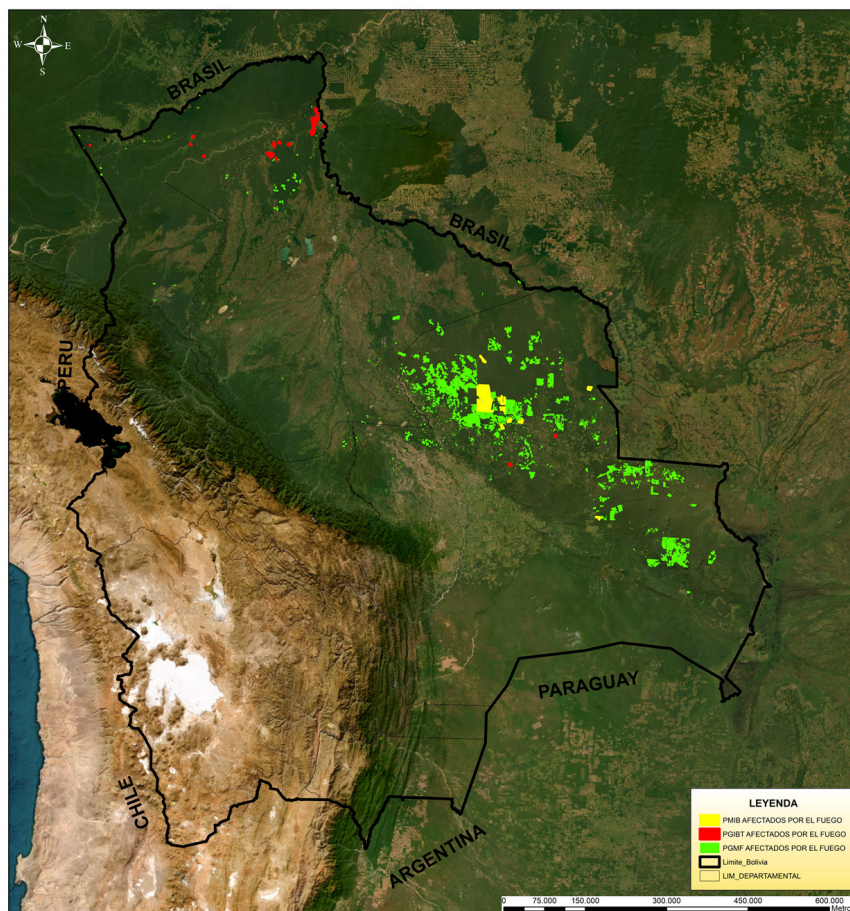 N
W E
S
BRASIL
BRASIL
PERU
PARAGUAY
CHILE
ARGENTINA
LEYENDA
PMIB AFECTADOS POR EL FUEGO
PGIBT AFECTADOS POR EL FUEGO
PGMF AFECTADOS POR EL FUEGO
Limite_Bolivia
LIM_DEPARTAMENTAL
0 75.000 150.000 300.000 450.000 600.000
Metro